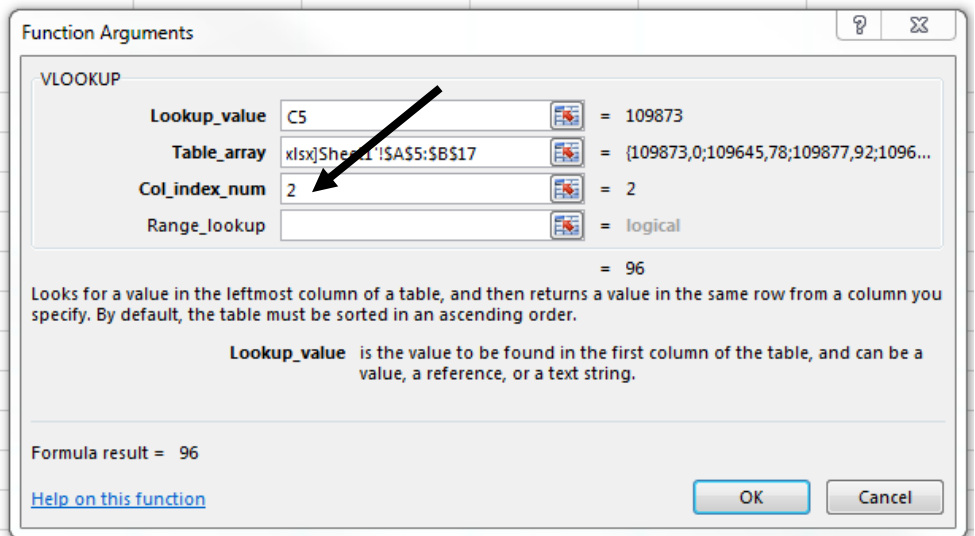 Function Arguments
VLOOKUP
Lookup_value C5 = 109873
Table_array xlsx]Sheet1'!$A$5:$B$17 = {109873,0;109645,78;109877,92;1096...
Col_index_num 2 = 2
Range_lookup = logical
= 96
Looks for a value in the leftmost column of a table, and then returns a value in the same row from a column you
specify. By default, the table must be sorted in an ascending order.
Lookup_value is the value to be found in the first column of the table, and can be a
value, a reference, or a text string.
Formula result = 96
Help on this function
OK Cancel